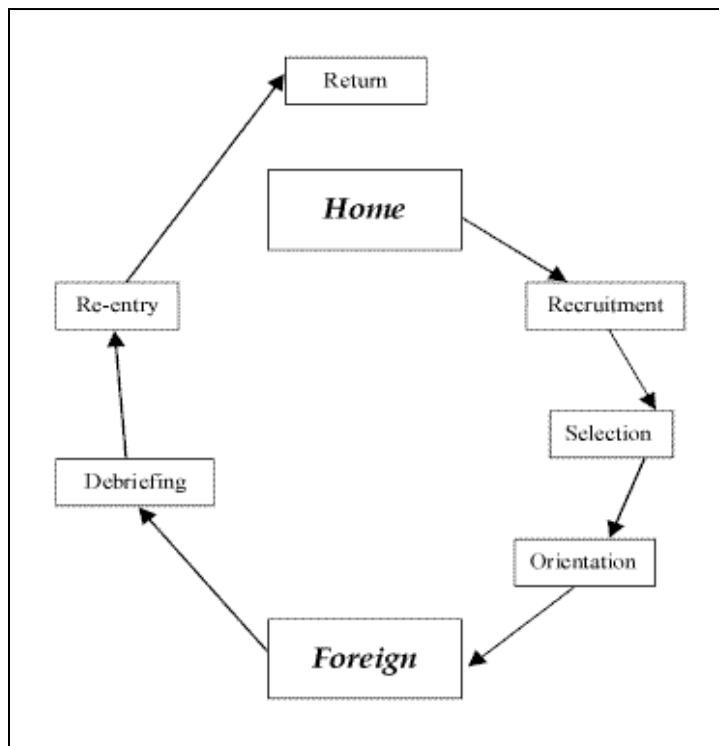 Return
Home
Re-entry
Recruitment
Selection
Debriefing
Orientation
Foreign